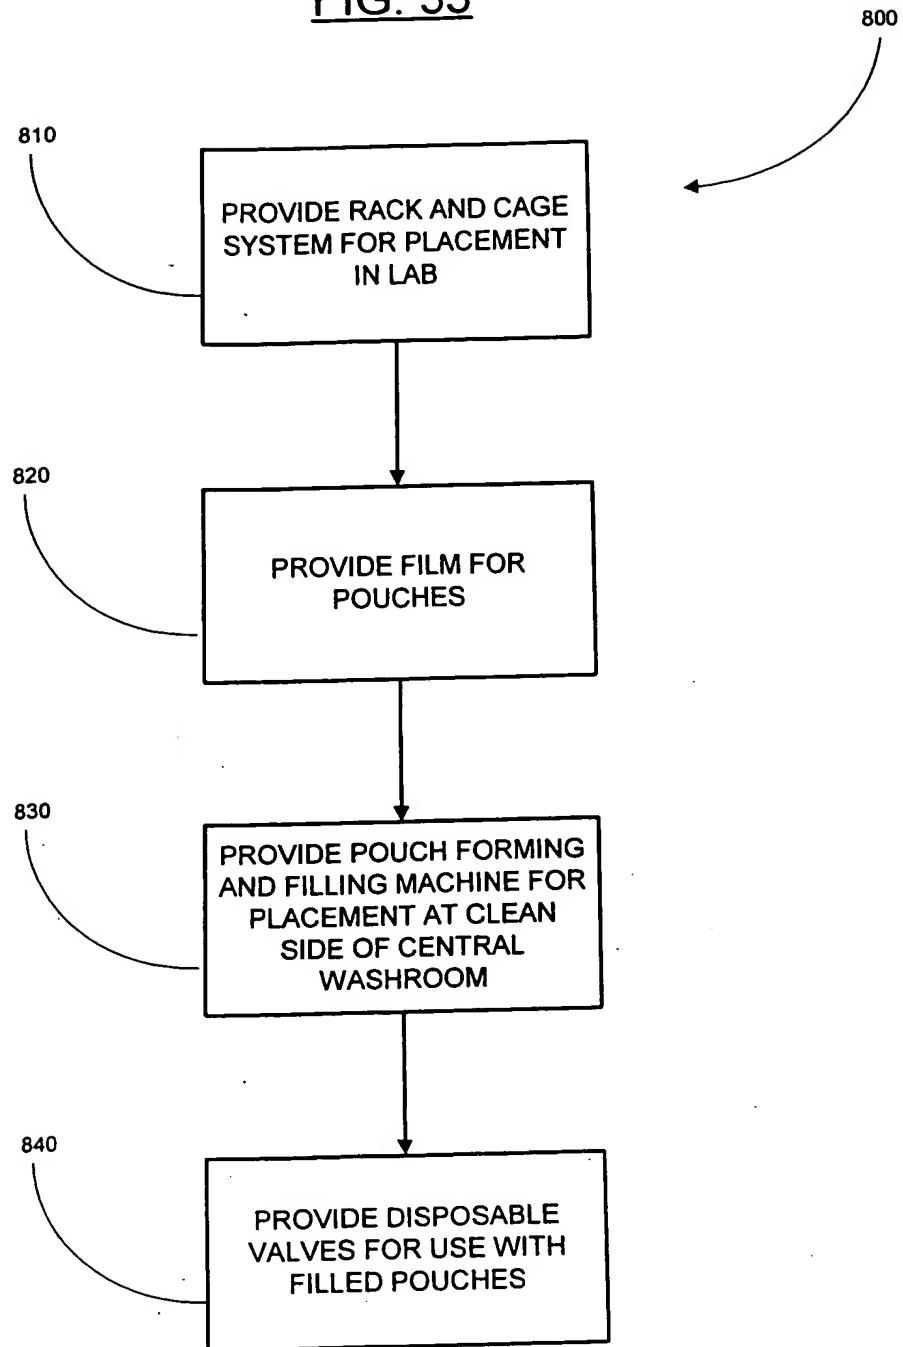 FIG. 33
800
810
PROVIDE RACK AND CAGE
SYSTEM FOR PLACEMENT
IN LAB
820
PROVIDE FILM FOR
POUCHES
830
PROVIDE POUCH FORMING
AND FILLING MACHINE FOR
PLACEMENT AT CLEAN
SIDE OF CENTRAL
WASHROOM
840
PROVIDE DISPOSABLE
VALVES FOR USE WITH
FILLED POUCHES